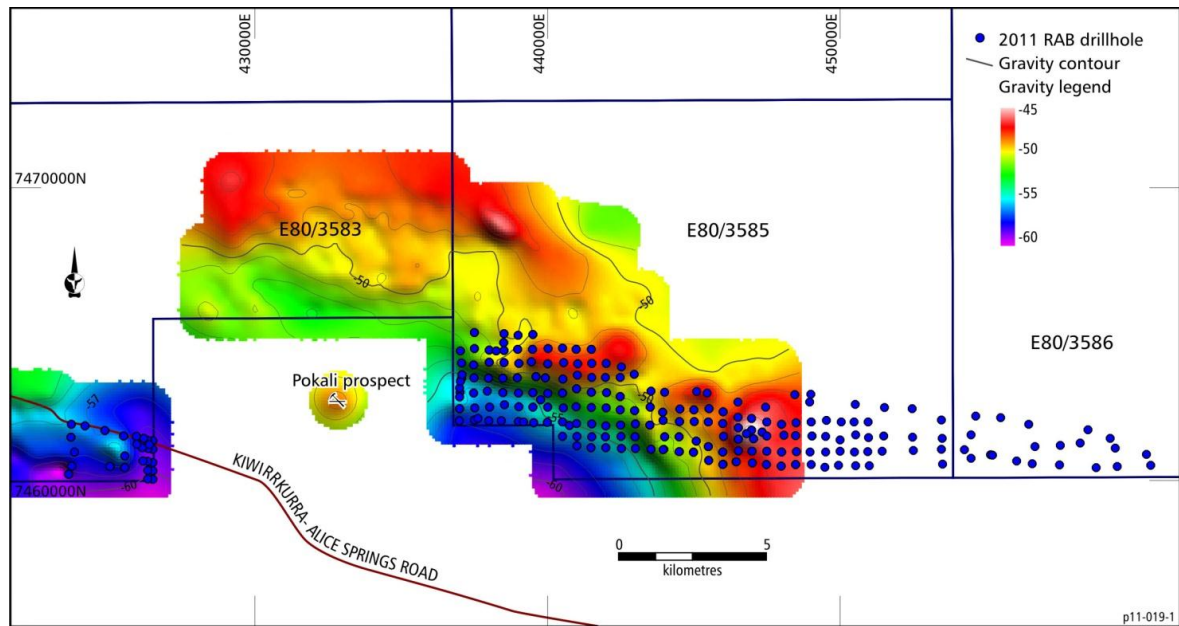 430000E
440000E
450000E
2011 RAB drillhole
Gravity contour
Gravity legend
-45
-50
-55
-60
7470000N
E80/3583
E80/3585
E80/3586
-50
-50
-50
-55
-57
-60
-60
Pokali prospect
7460000N
KIWIRRKURRA- ALICE SPRINGS ROAD
0
5
kilometres
p11-019-1